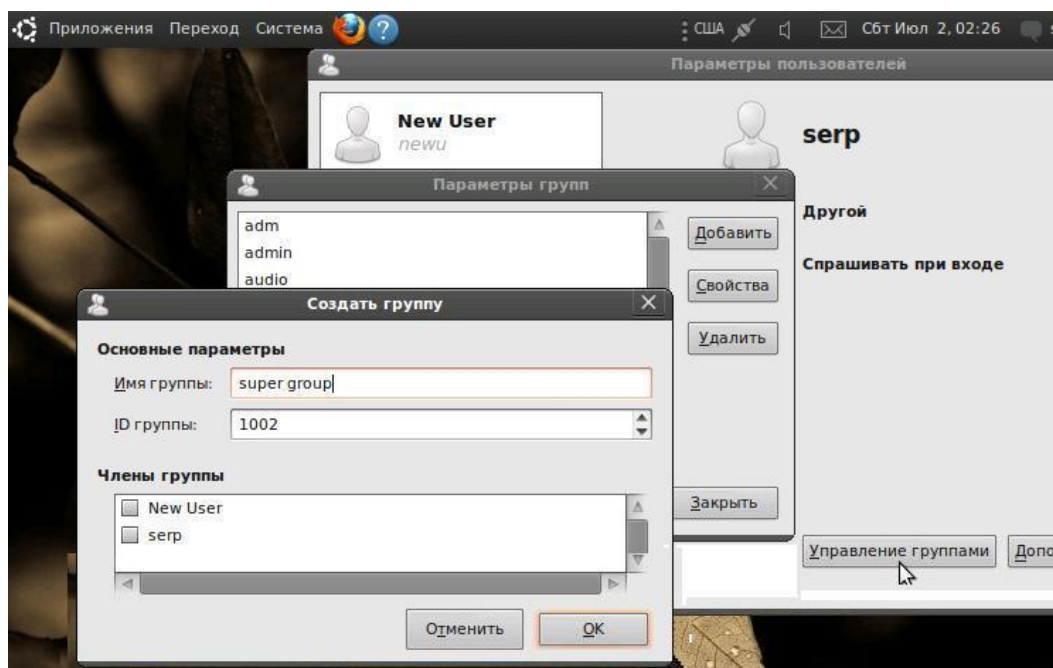 Приложения Переход Система США Сбт Июл 2, 02:26
Параметры пользователей
New User
newu
serp
Параметры групп
adm
admin
audio
Добавить
Свойства
Удалить
Другой
Спрашивать при входе
Создать группу
Основные параметры
Имя группы: super group
ID группы: 1002
Члены группы
New User
serp
Закрыть
Управление группами
Отменить
OK